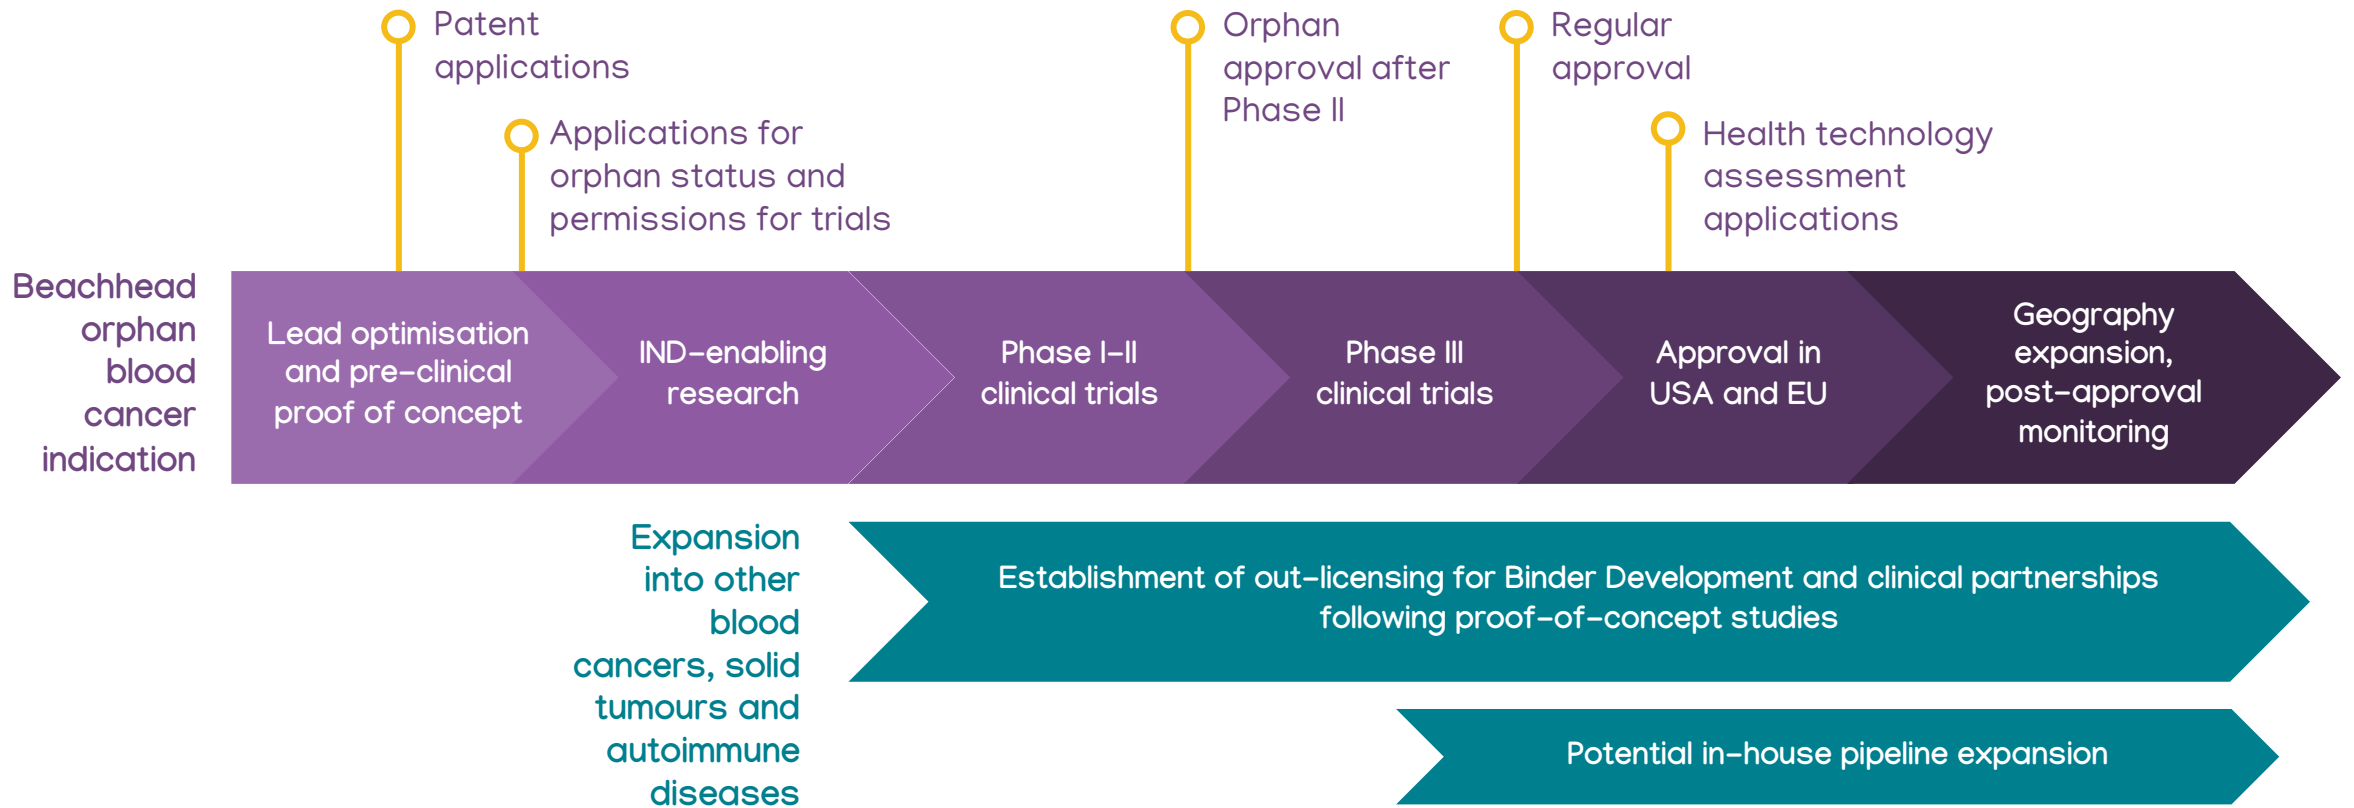 Patent
applications
Applications for
orphan status and
permissions for trials
Orphan
approval after
Phase II
Regular
approval
Health technology
assessment
applications
Beachhead
orphan
blood
cancer
indication
Lead optimisation
and pre-clinical
proof of concept
IND-enabling
research
Phase I-II
clinical trials
Phase III
clinical trials
Approval in
USA and EU
Geography
expansion,
post-approval
monitoring
Expansion
into other
blood
cancers, solid
tumours and
autoimmune
diseases
Establishment of out-licensing for Binder Development and clinical partnerships
following proof-of-concept studies
Potential in-house pipeline expansion